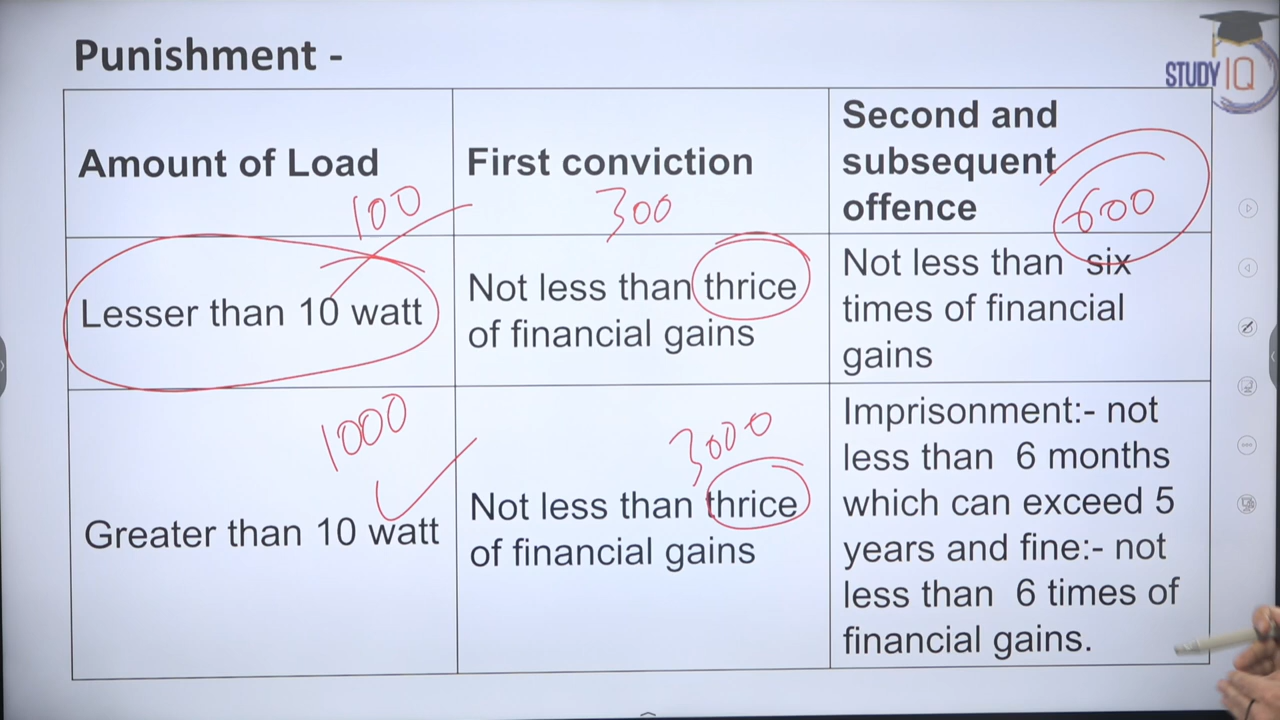 Punishment -
STUDY IQ
Amount of Load
100
First conviction
300
Second and
subsequent
offence
600
Lesser than 10 watt
Not less than thrice
of financial gains
Not less than six
times of financial
gains
1000
Greater than 10 watt
3000
Not less than thrice
of financial gains
Imprisonment:- not
less than 6 months
which can exceed 5
years and fine:- not
less than 6 times of
financial gains.